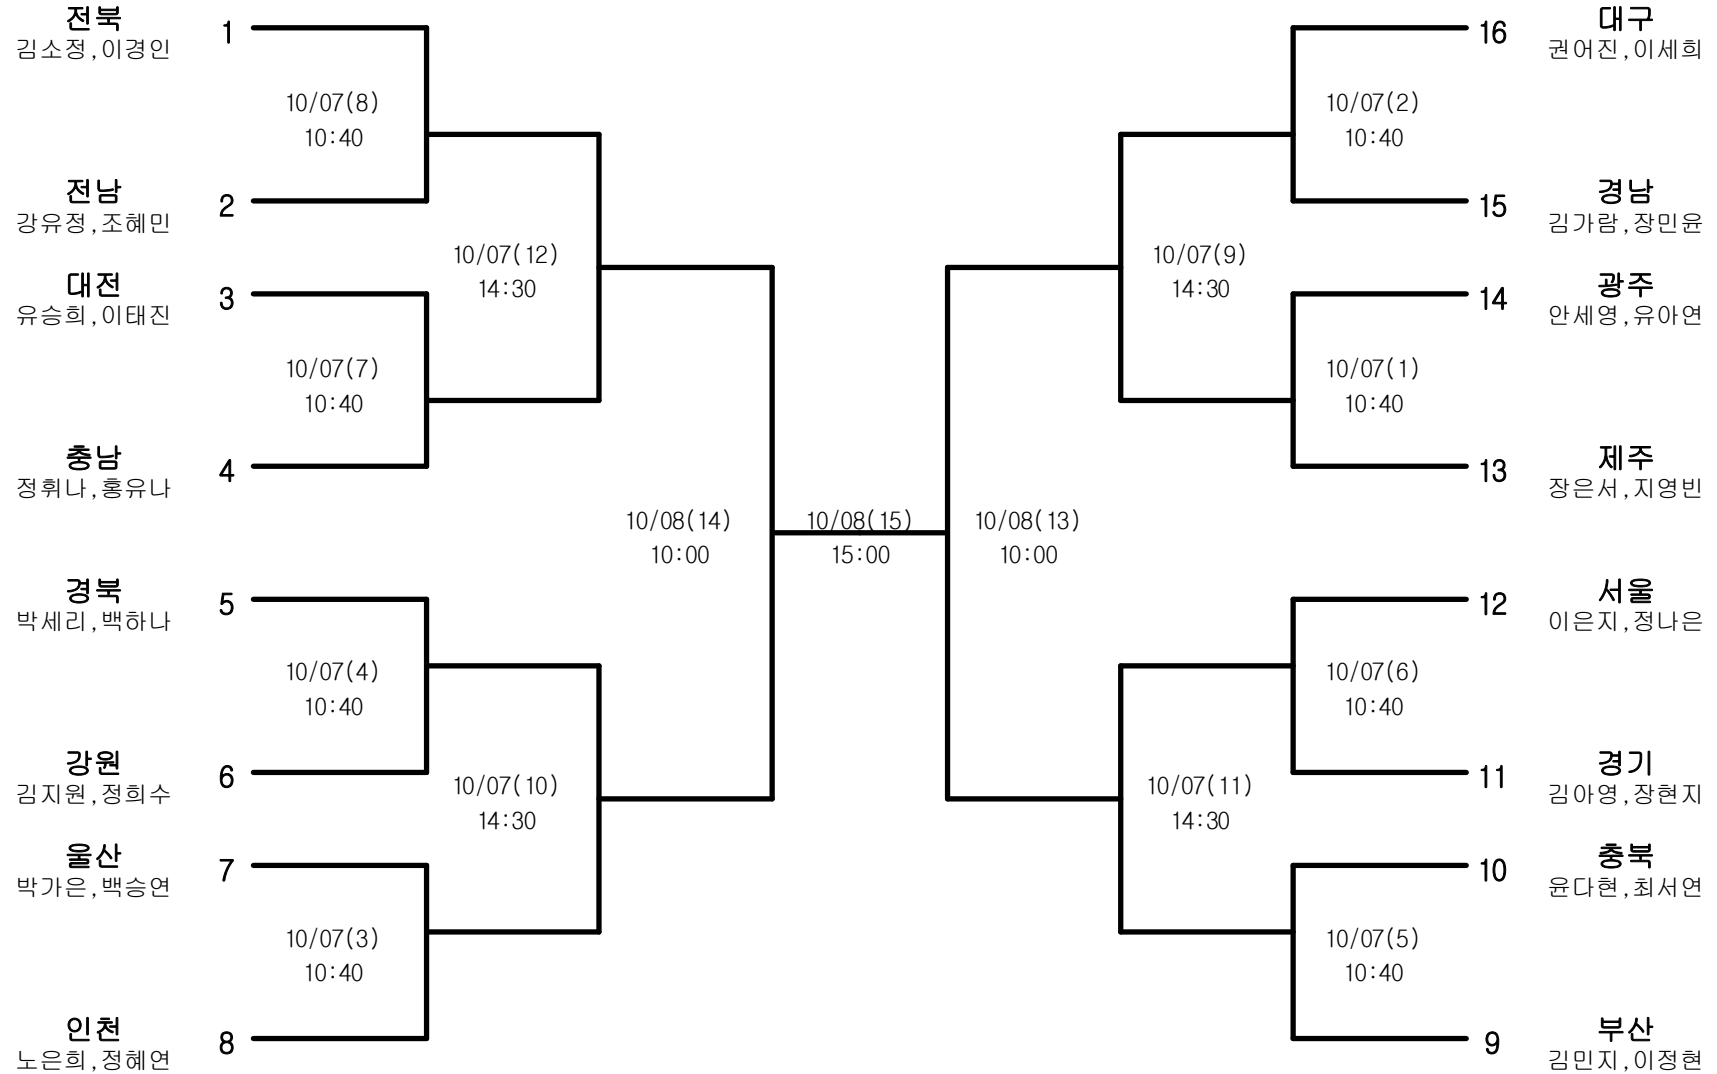 전북
김소정,이경인
1
10/07(8)
10:40
전남
강유정,조혜민
2
10/07(12)
14:30
대전
유승희,이태진
3
10/07(7)
10:40
충남
정휘나,홍유나
4
10/08(14)
10:00
경북
박세리,백하나
5
10/07(4)
10:40
강원
김지원,정희수
6
10/07(10)
14:30
울산
박가은,백승연
7
10/07(3)
10:40
인천
노은희,정혜연
8
10/08(15)
15:00
16
대구
권어진,이세희
10/07(2)
10:40
15
경남
김가람,장민윤
10/07(9)
14:30
14
광주
안세영,유아연
10/07(1)
10:40
13
제주
장은서,지영빈
10/08(13)
10:00
12
서울
이은지,정나은
10/07(6)
10:40
11
경기
김아영,장현지
10/07(11)
14:30
10
충북
윤다현,최서연
10/07(5)
10:40
9
부산
김민지,이정현